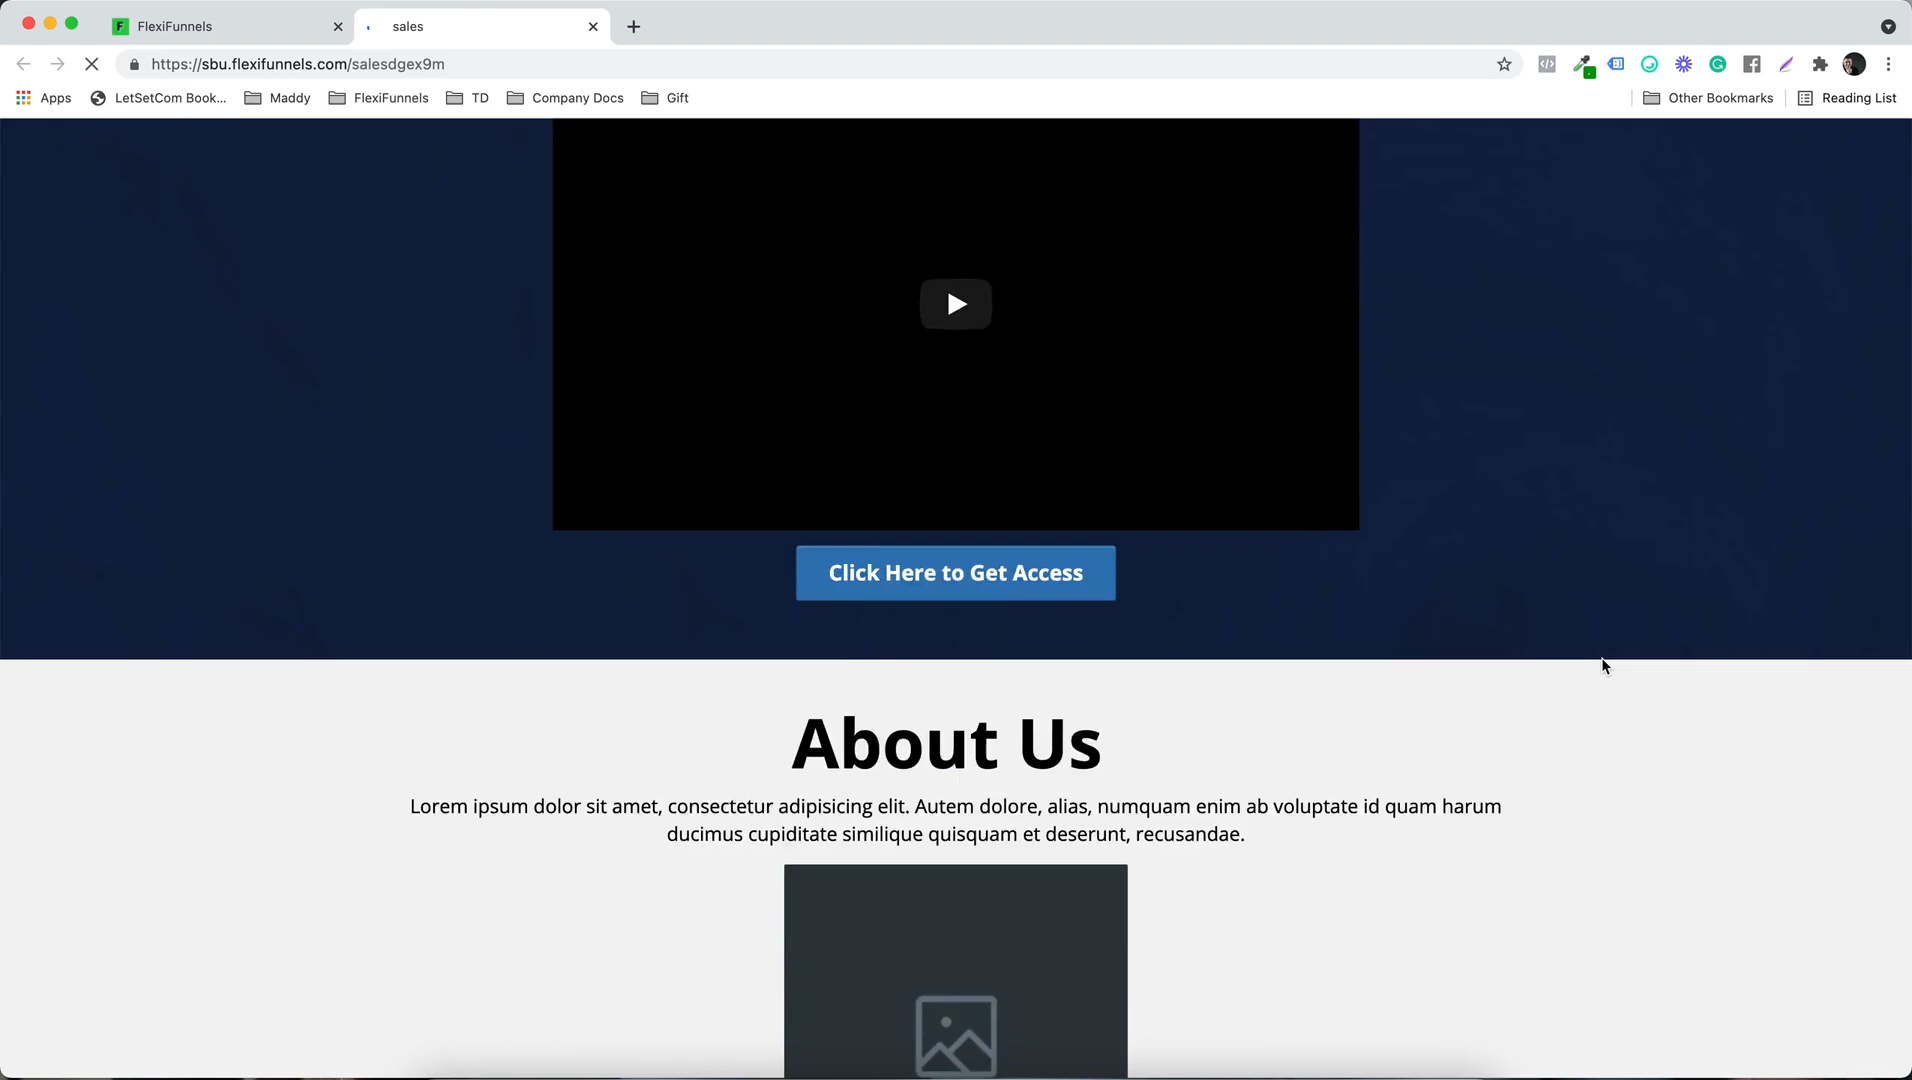 FlexiFunnels
sales
https://sbu.flexifunnels.com/salesdgex9m
Apps
LetSetCom Book...
Maddy
FlexiFunnels
TD
Company Docs
Gift
Other Bookmarks
Reading List
Click Here to Get Access
About Us
Lorem ipsum dolor sit amet, consectetur adipisicing elit. Autem dolore, alias, numquam enim ab voluptate id quam harum
ducimus cupiditate similique quisquam et deserunt, recusandae.